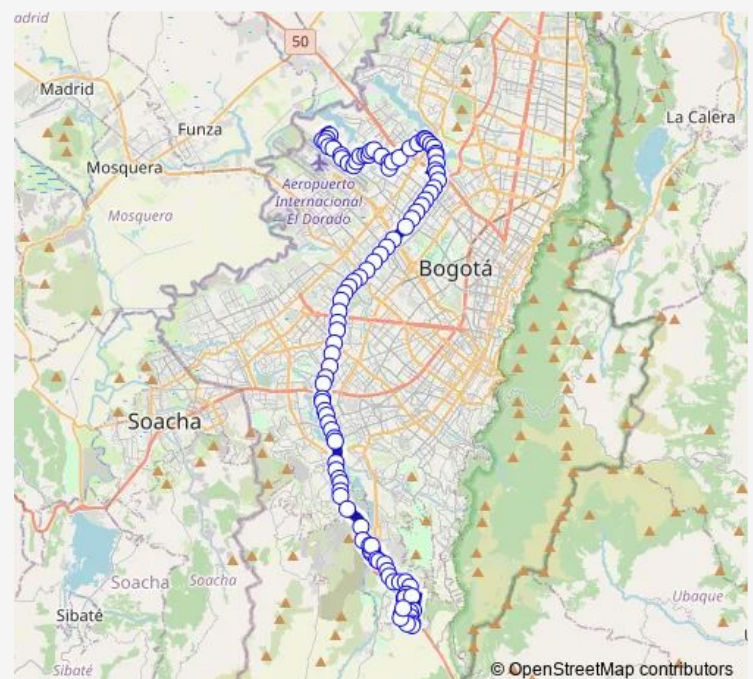 adrid
50
Madrid
Funza
La Calera
Mosquera
Aeropuerto
Internacional
El Dorado
Mosquera
Bogotá
Soacha
Soacha
Soacha
Ubaque
Sibaté
Sibaté
© OpenStreetMap contributors